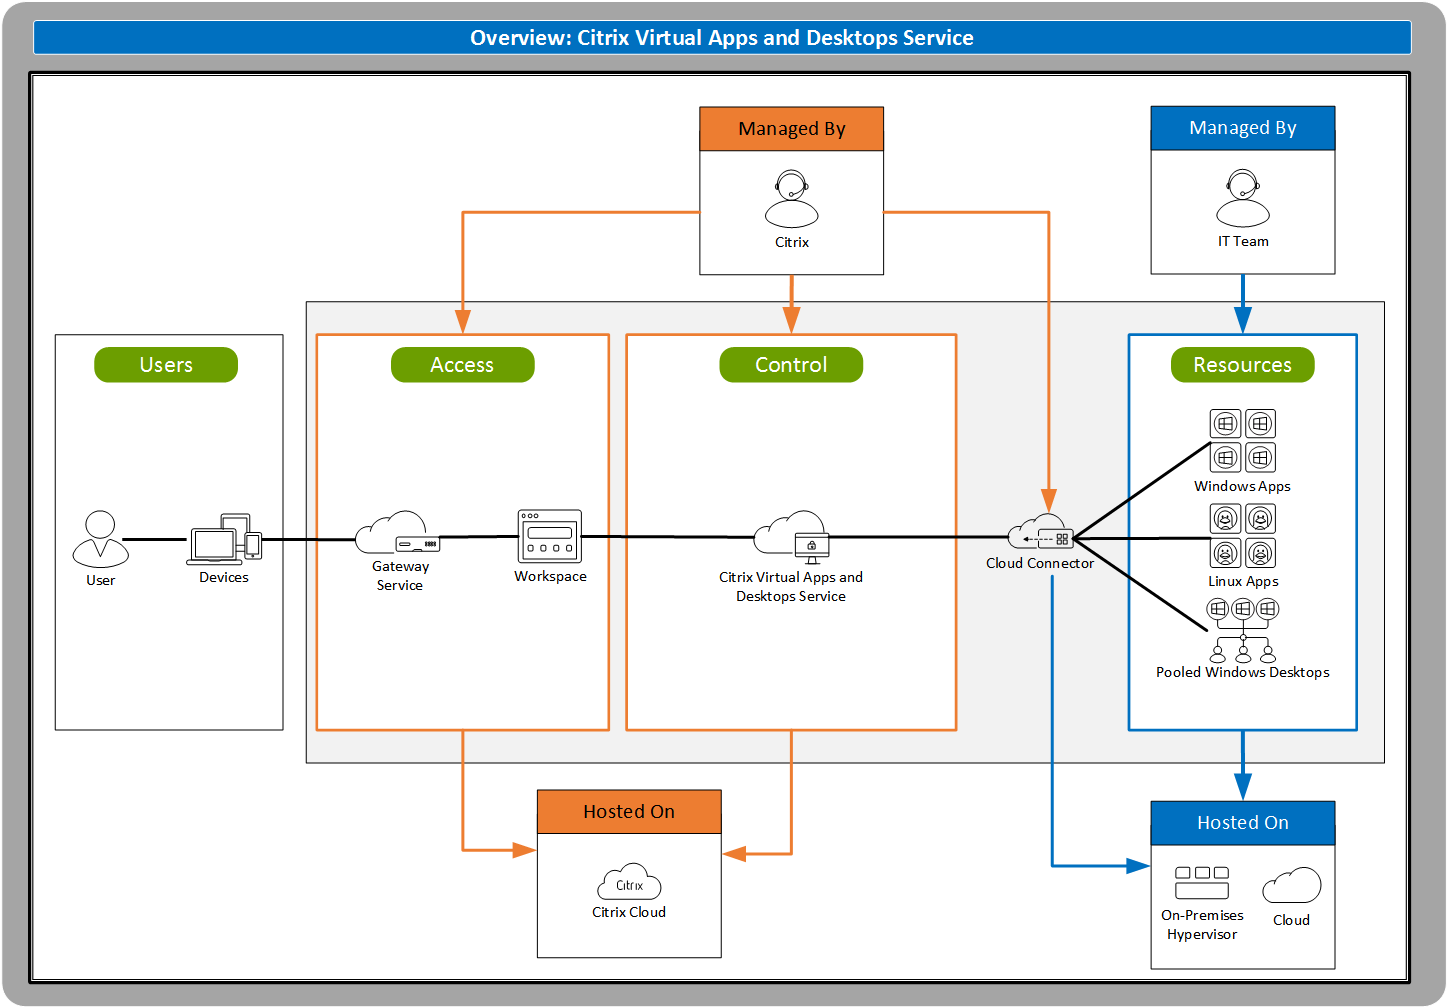 Overview: Citrix Virtual Apps and Desktops Service
Managed By
Citrix
Managed By
IT Team
Users
Access
Control
Resources
User
Devices
Gateway
Service
Workspace
Citrix Virtual Apps and
Desktops Service
Cloud Connector
Windows Apps
Linux Apps
Pooled Windows Desktops
Hosted On
Citrix
Citrix Cloud
Hosted On
On-Premises
Hypervisor
Cloud